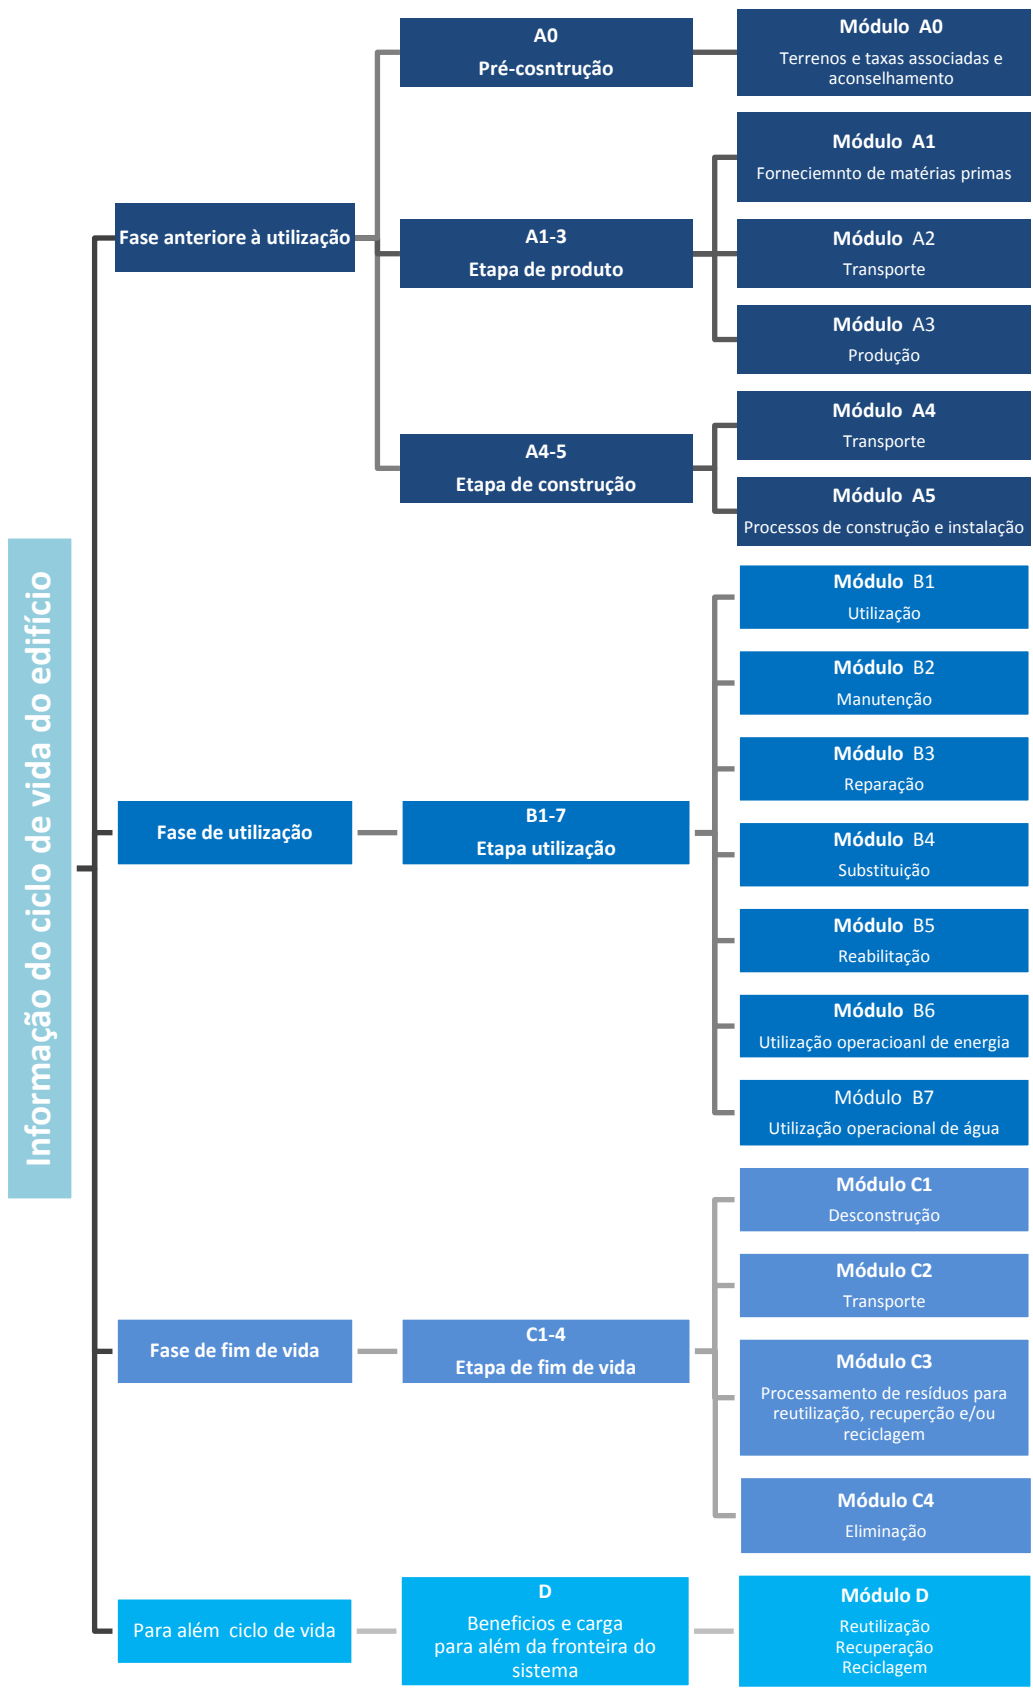 Informação do ciclo de vida do edifício
Fase anteriore à utilização
A0
Pré-cosntrução
Módulo A0
Terrenos e taxas associadas e
aconselhamento
A1-3
Etapa de produto
Módulo A1
Forneciemnto de matérias primas
Módulo A2
Transporte
Módulo A3
Produção
A4-5
Etapa de construção
Módulo A4
Transporte
Módulo A5
Processos de construção e instalação
Fase de utilização
B1-7
Etapa utilização
Módulo B1
Utilização
Módulo B2
Manutenção
Módulo B3
Reparação
Módulo B4
Substituição
Módulo B5
Reabilitação
Módulo B6
Utilização operacioanl de energia
Módulo B7
Utilização operacional de água
Fase de fim de vida
C1-4
Etapa de fim de vida
Módulo C1
Desconstrução
Módulo C2
Transporte
Módulo C3
Processamento de resíduos para
reutilização, recuperção e/ou
reciclagem
Módulo C4
Eliminação
Para além ciclo de vida
D
Beneficios e carga
para além da fronteira do
sistema
Módulo D
Reutilização
Recuperação
Reciclagem